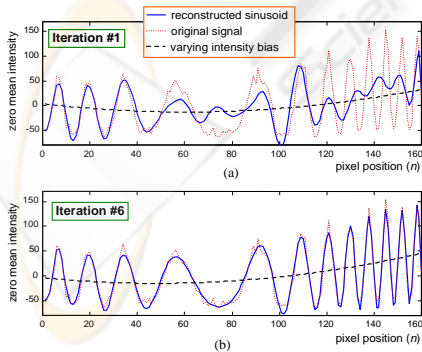 reconstructed sinusoid
original signal
varying intensity bias
Iteration #1
zero mean intensity
150
100
50
0
-50
0 20 40 60 80 100 120 140 160
pixel position (n)
(a)
Iteration #6
zero mean intensity
200
150
100
50
0
-50
0 20 40 60 80 100 120 140 160
pixel position (n)
(b)